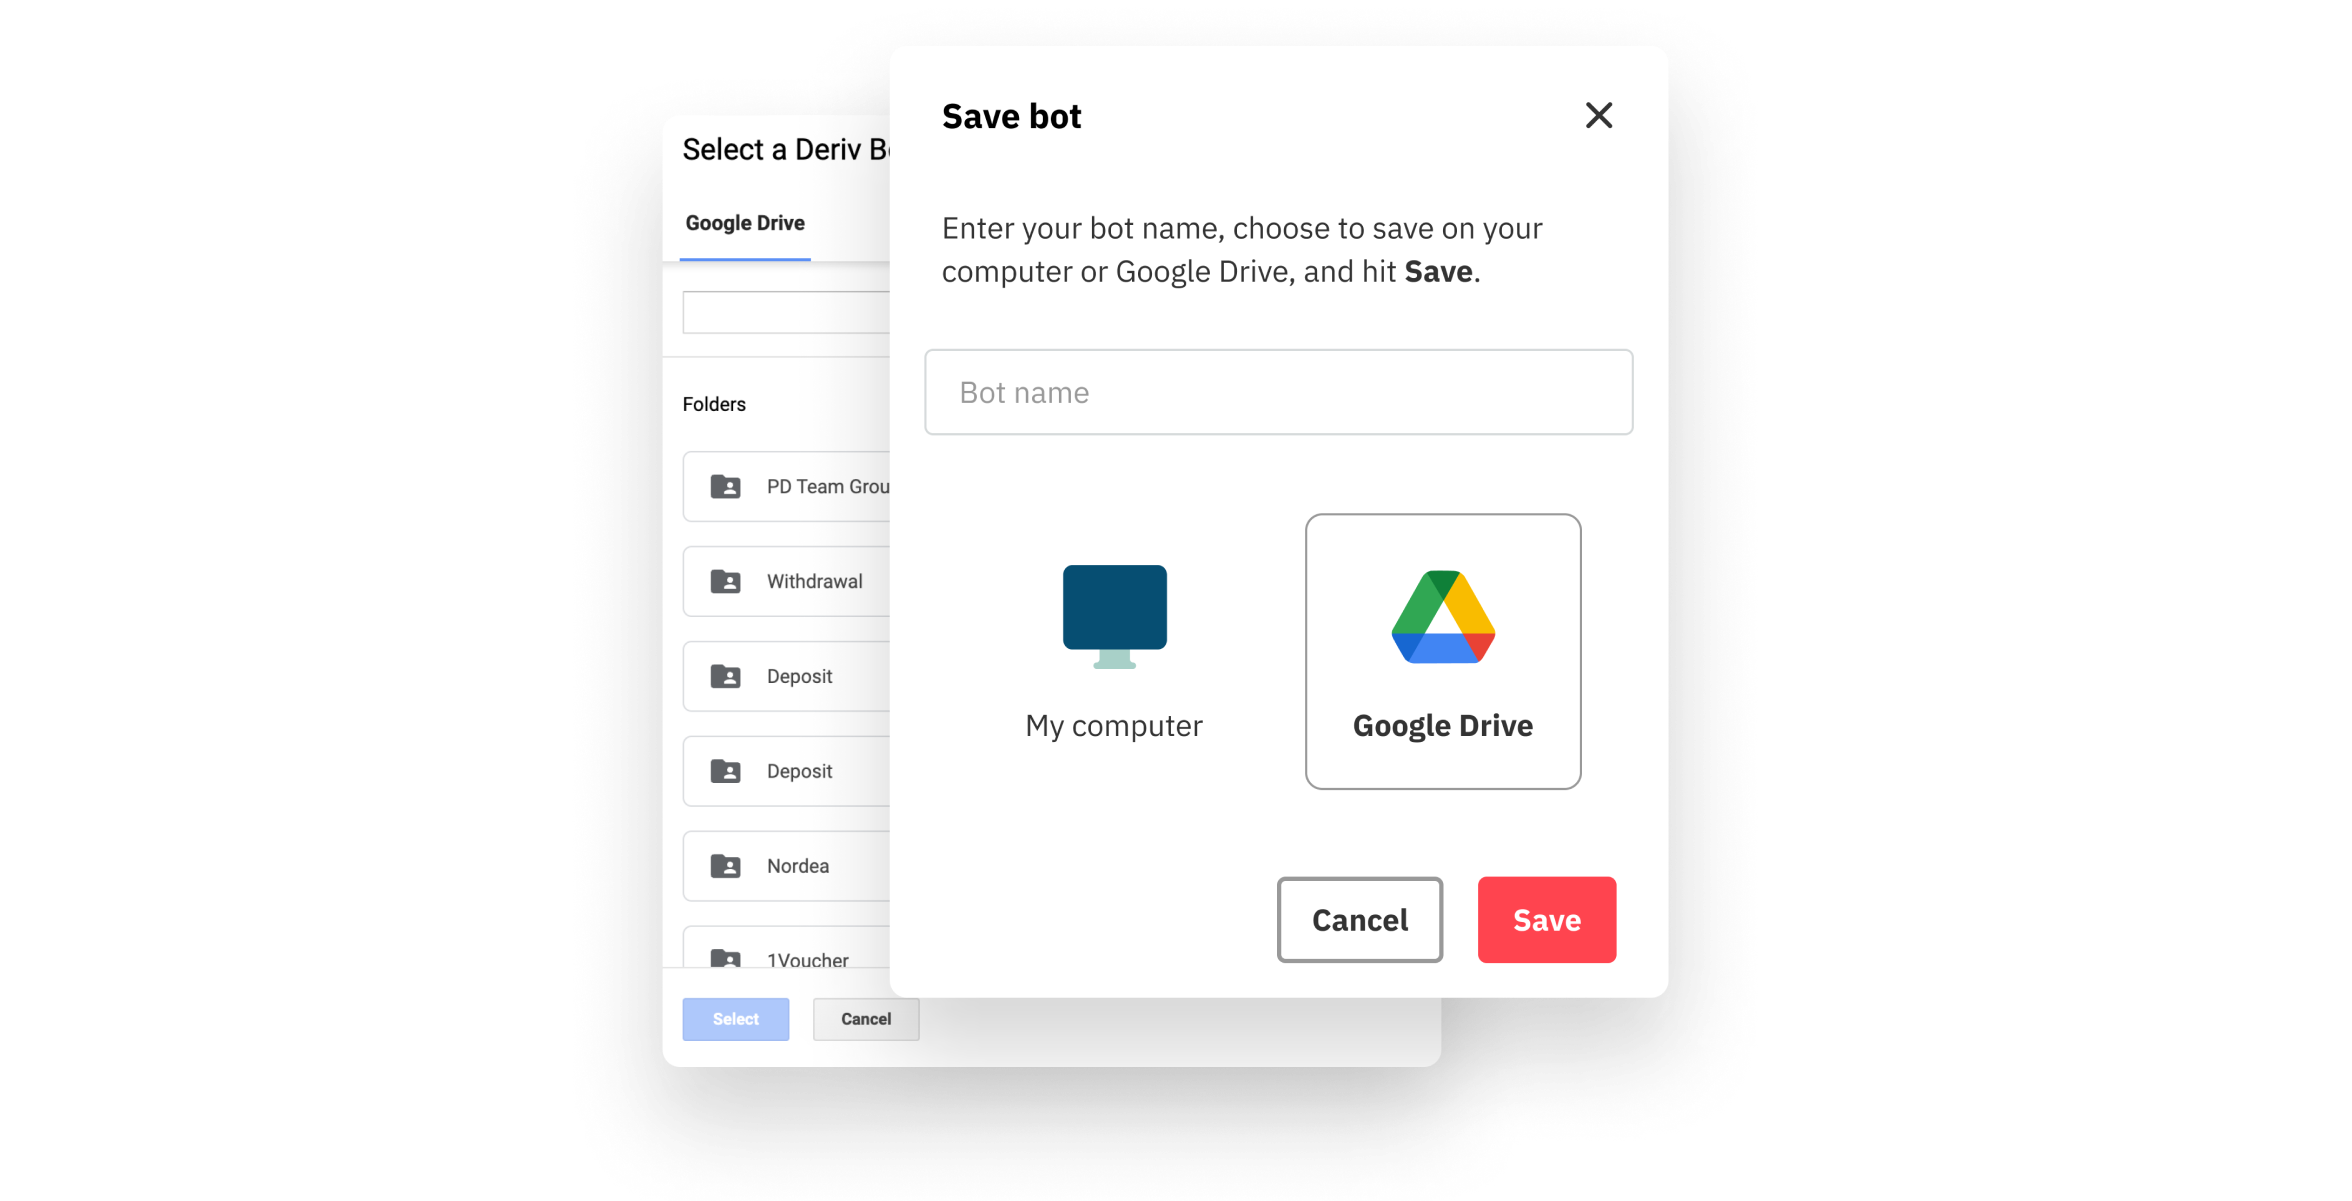 Save bot
Enter your bot name, choose to save on your
computer or Google Drive, and hit Save.
Bot name
My computer
Google Drive
Cancel
Save
Select a Deriv
Google Drive
Folders
PD Team
Withdrawal
Deposit
Deposit
Nordea
1Voucher
Select
Cancel